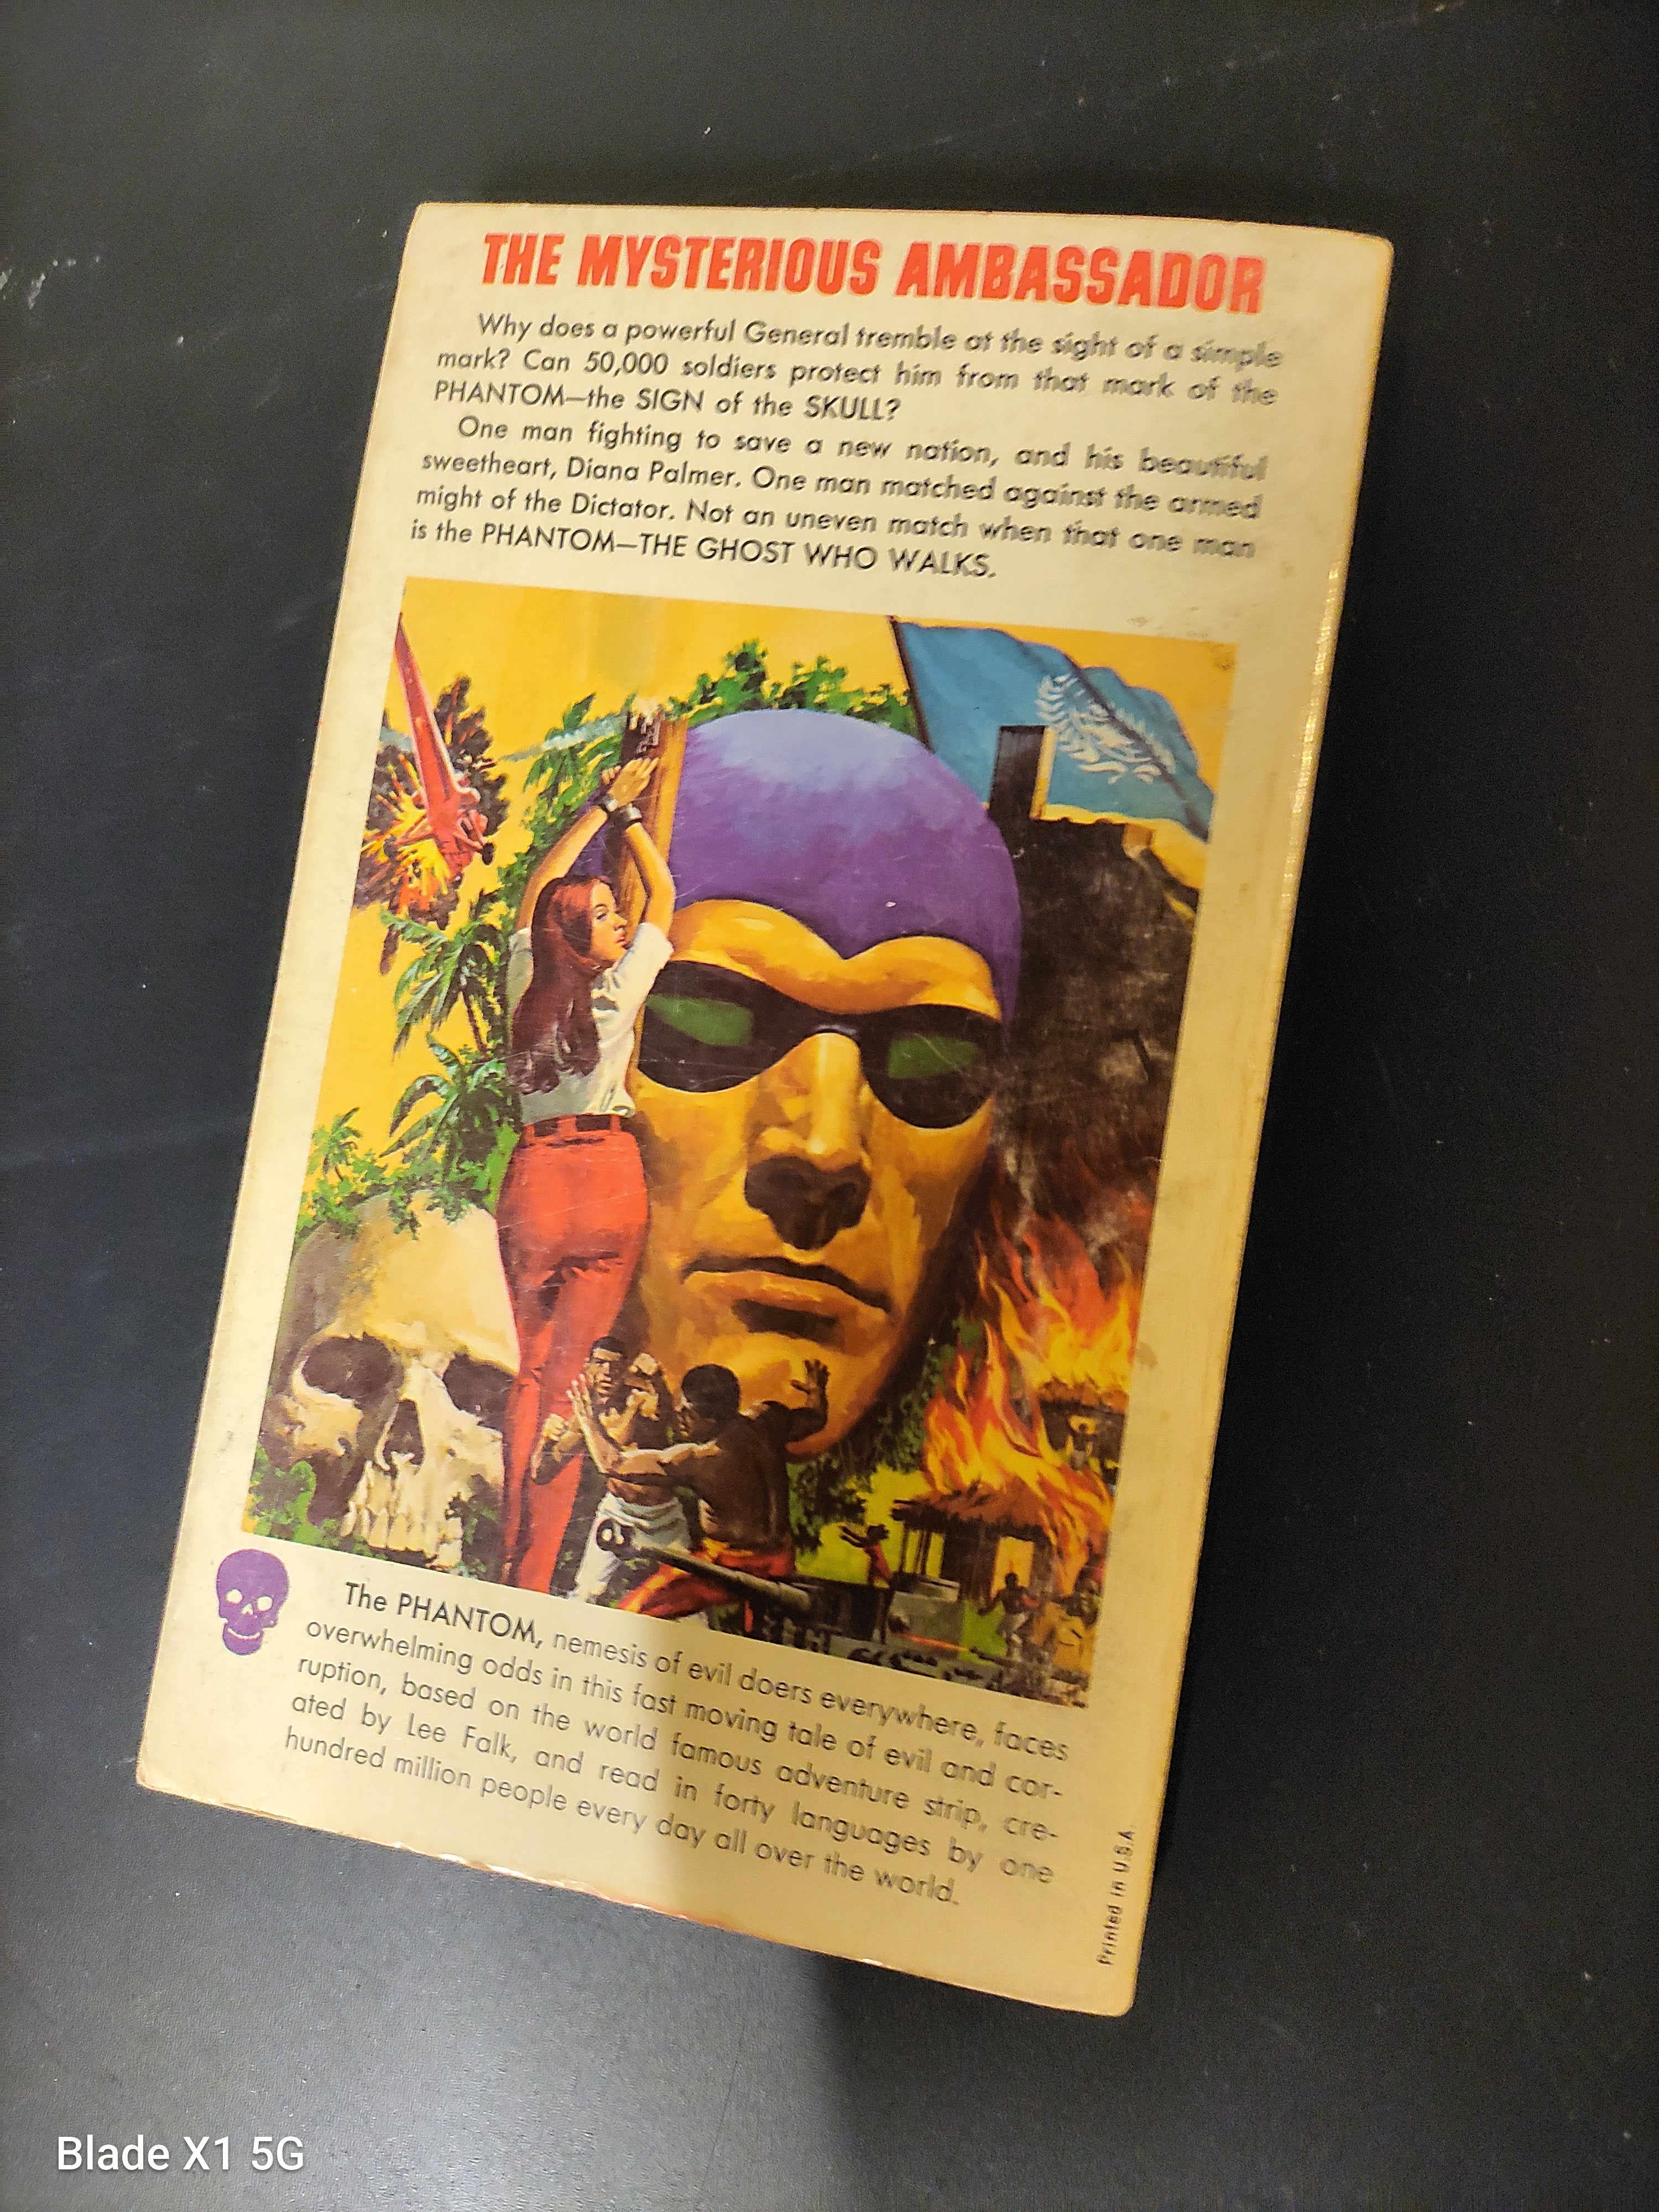 THE MYSTERIOUS AMBASSADOR
Why does a powerful General tremble at the sight of a simple
mark? Can 50,000 soldiers protect him from that mark of the
PHANTOM—the SIGN of the SKULL?
One man fighting to save a new nation, and his beautiful
sweetheart, Diana Palmer. One man matched against the armed
might of the Dictator. Not an uneven match when that one man
is the PHANTOM—THE GHOST WHO WALKS.
The PHANTOM, nemesis of evil doers everywhere, faces
overwhelming odds in this fast moving tale of evil and cor-
ruption, based on the world famous adventure strip, cre-
ated by Lee Falk, and read in forty languages by one
hundred million people every day all over the world.
Printed in U.S.A.
Blade X1 5G